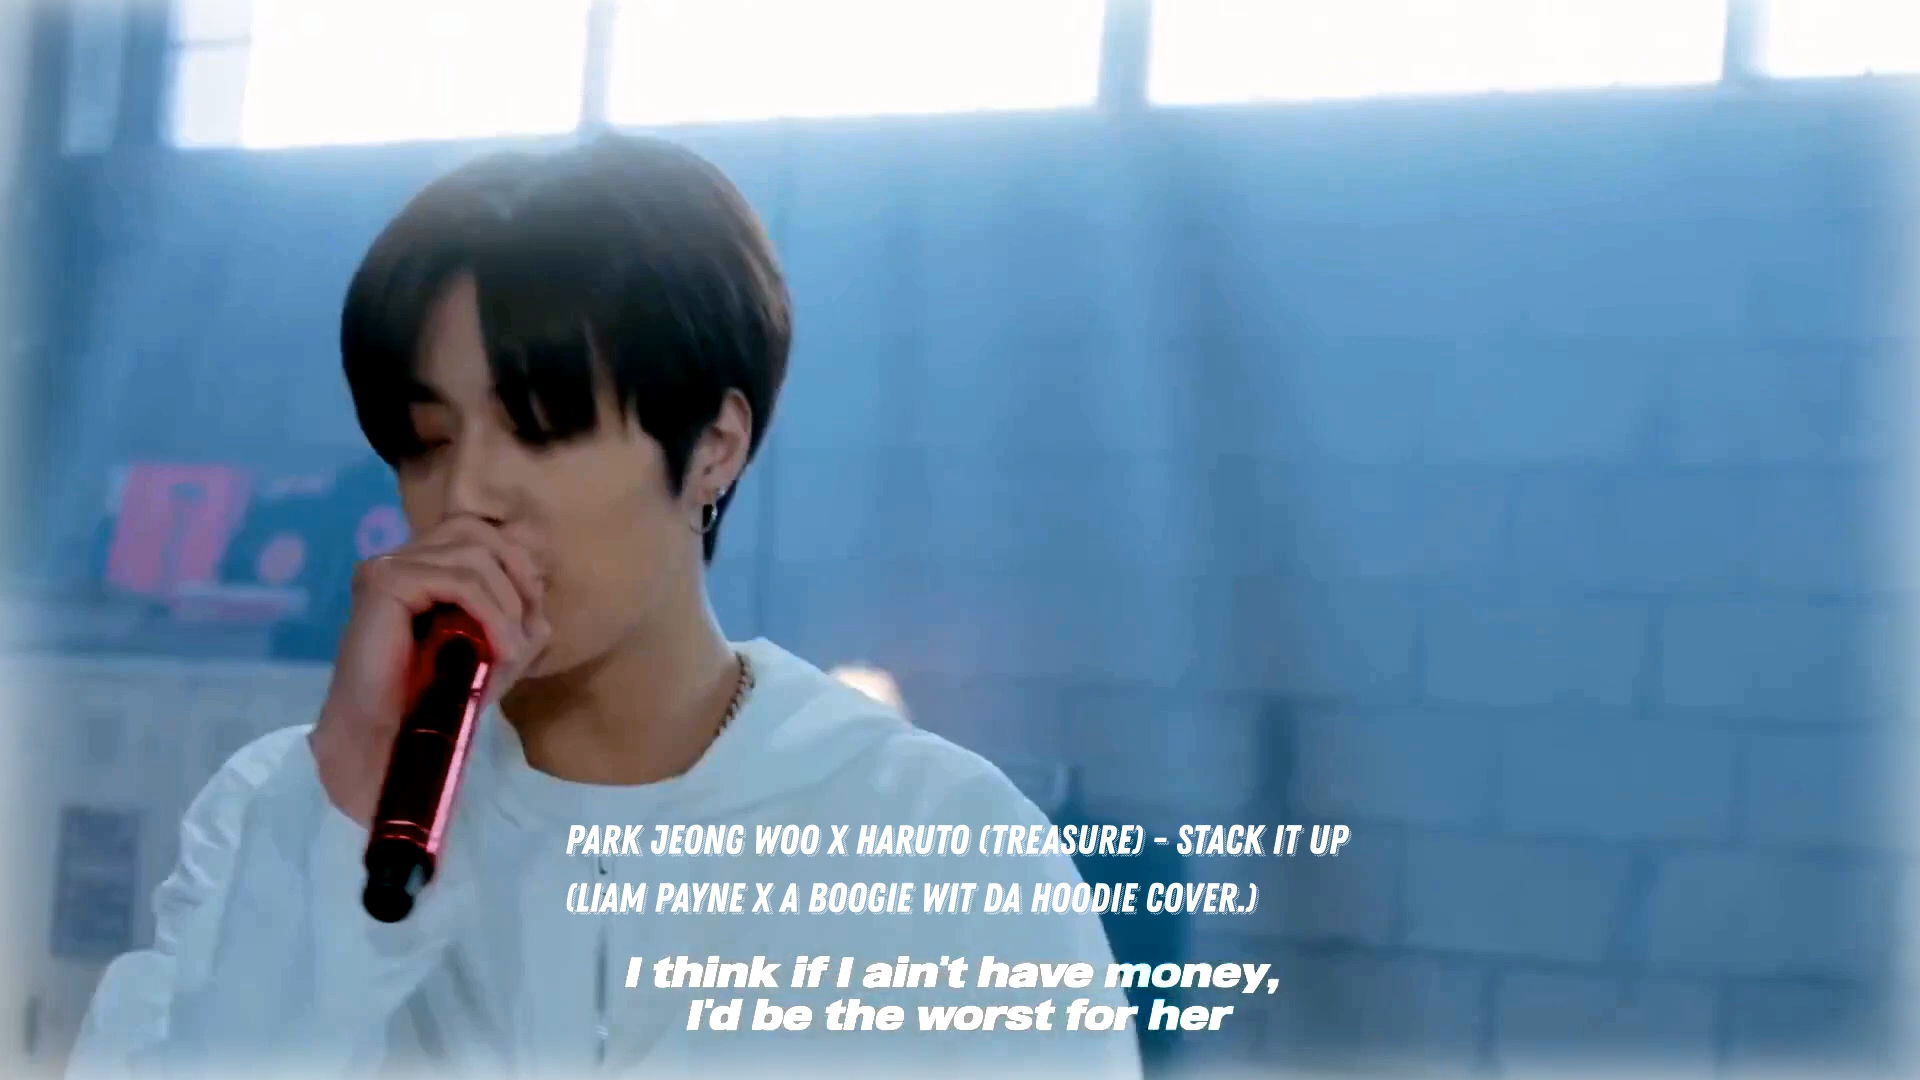 PARK JEONG WOO X HARUTO (TREASURE) - STACK IT UP
(LIAM PAYNE X A BOOGIE WIT DA HOODIE COVER.)
I think if I ain't have money,
I'd be the worst for her